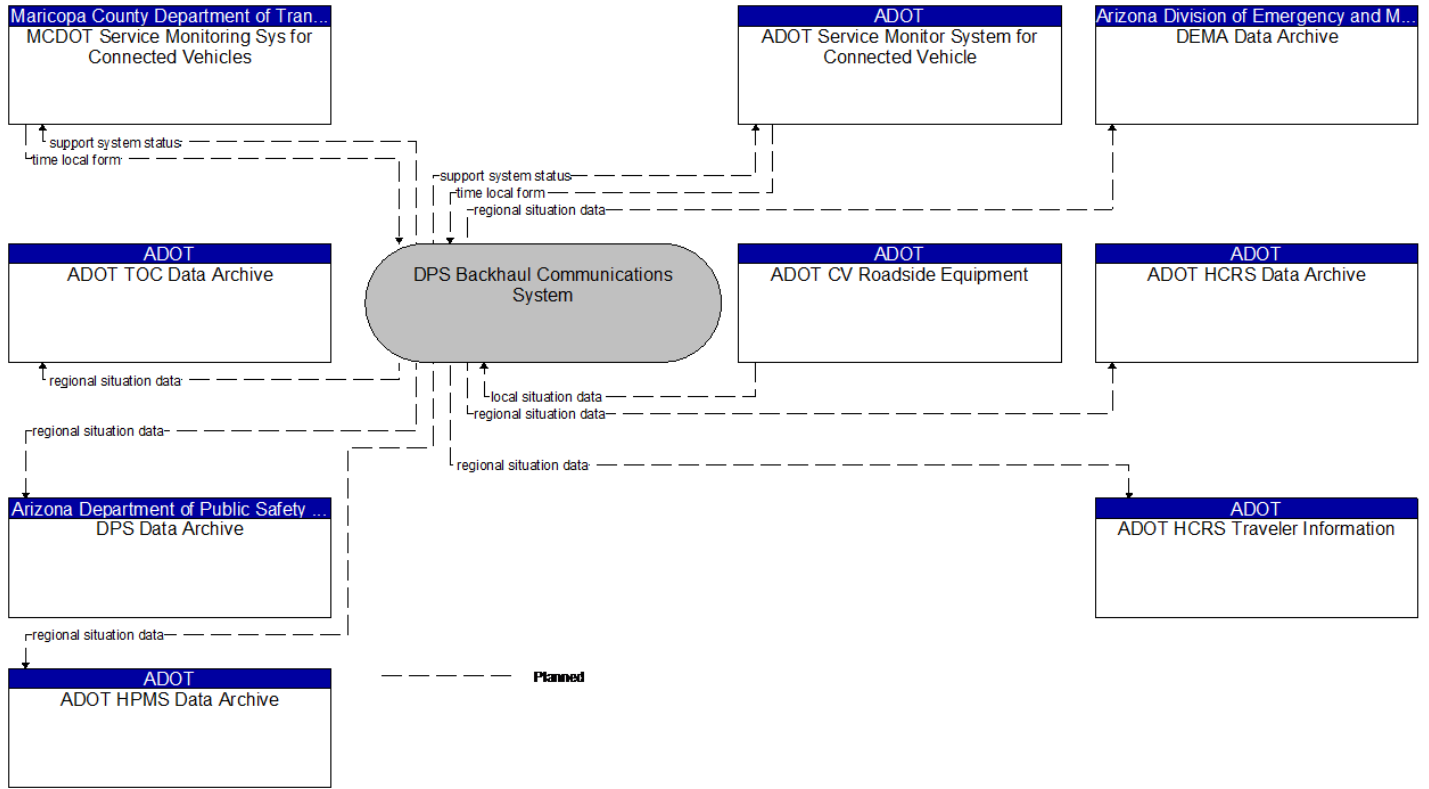 Maricopa County Department of Tran...
MCDOT Service Monitoring Sys for
Connected Vehicles
ADOT
ADOT Service Monitor System for
Connected Vehicle
Arizona Division of Emergency and M...
DEMA Data Archive
support system status
time local form
support system status
time local form
regional situation data
ADOT
ADOT TOC Data Archive
DPS Backhaul Communications
System
ADOT
ADOT CV Roadside Equipment
ADOT
ADOT HCRS Data Archive
regional situation data
local situation data
regional situation data
regional situation data
regional situation data
Arizona Department of Public Safety ...
DPS Data Archive
ADOT
ADOT HCRS Traveler Information
regional situation data
ADOT
ADOT HPMS Data Archive
Planned